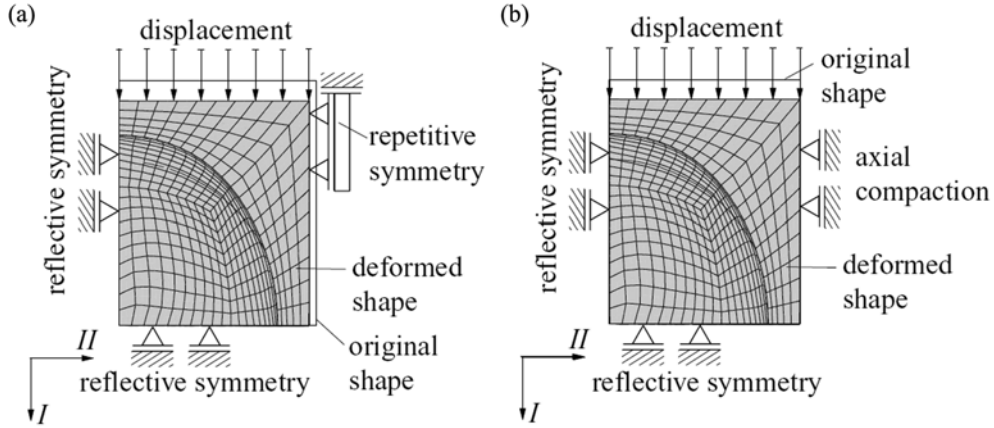 (a)
displacement
reflective symmetry
repetitive
symmetry
deformed
shape
original
shape
reflective symmetry
II
I
(b)
displacement
original
shape
reflective symmetry
axial
compaction
deformed
shape
reflective symmetry
II
I